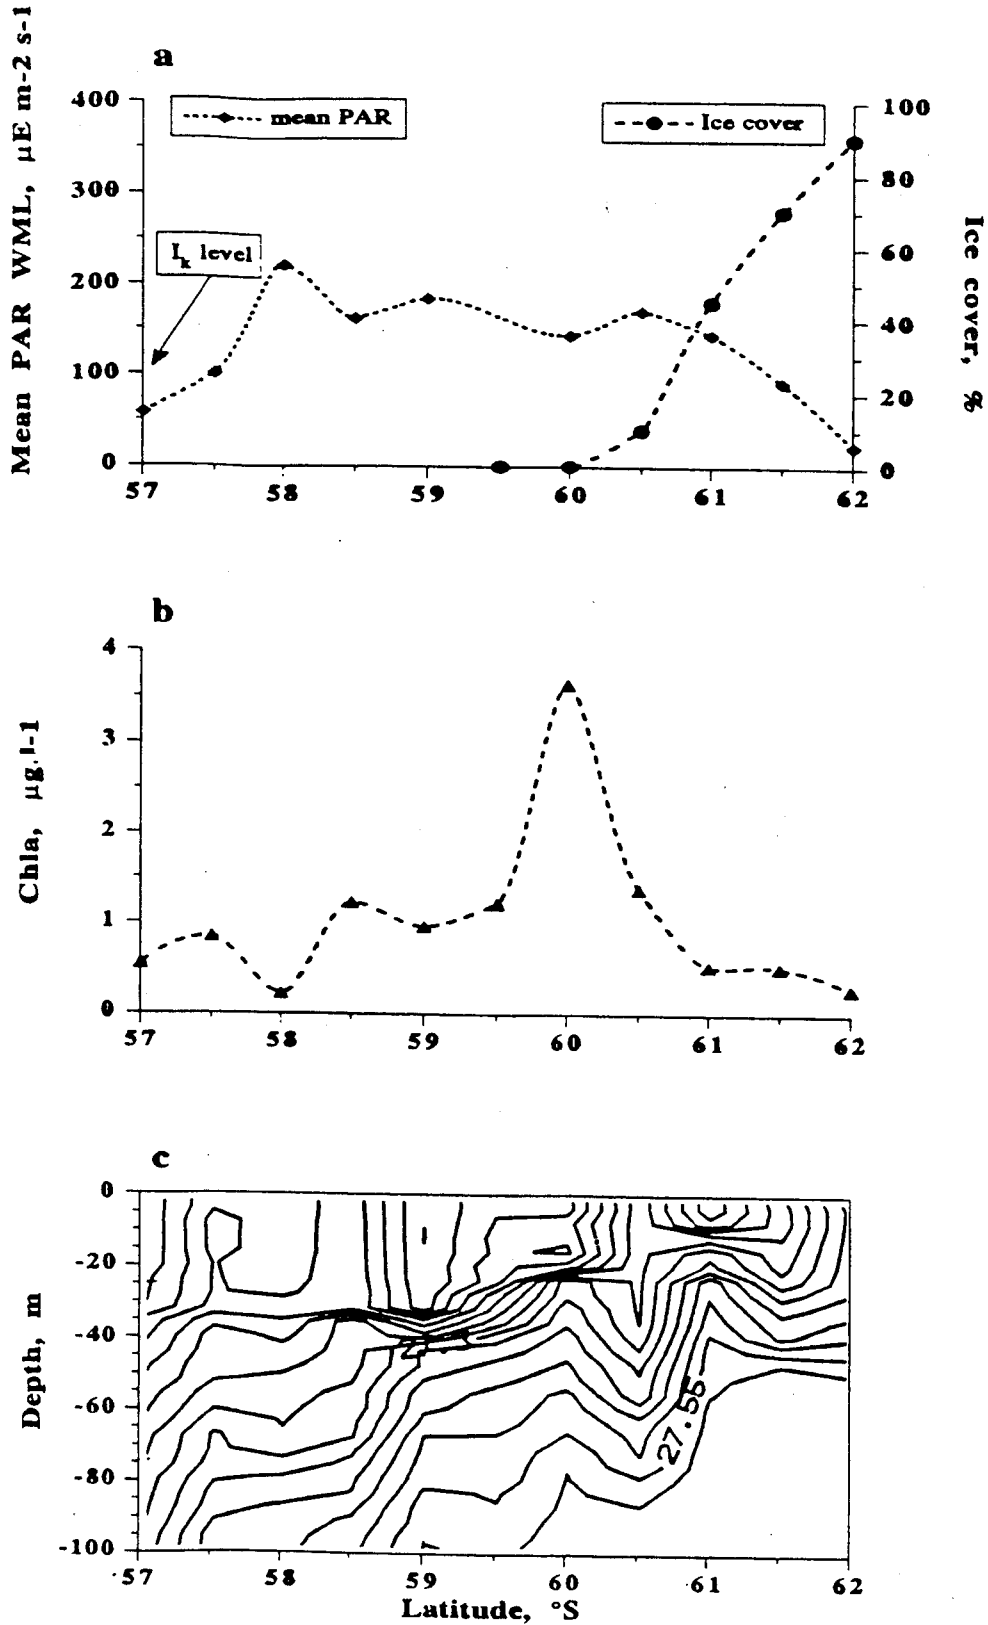 a
Mean PAR WML, µE m-2 s-1
400
300
200
100
0
mean PAR
Ice cover
I_k level
100
80
60
40
20
0
Ice cover, %
57 58 59 60 61 62
b
Chla, µg.l-1
4
3
2
1
0
57 58 59 60 61 62
c
Depth, m
0
-20
-40
-60
-80
-100
27.55
57 58 59 60 61 62
Latitude, °S